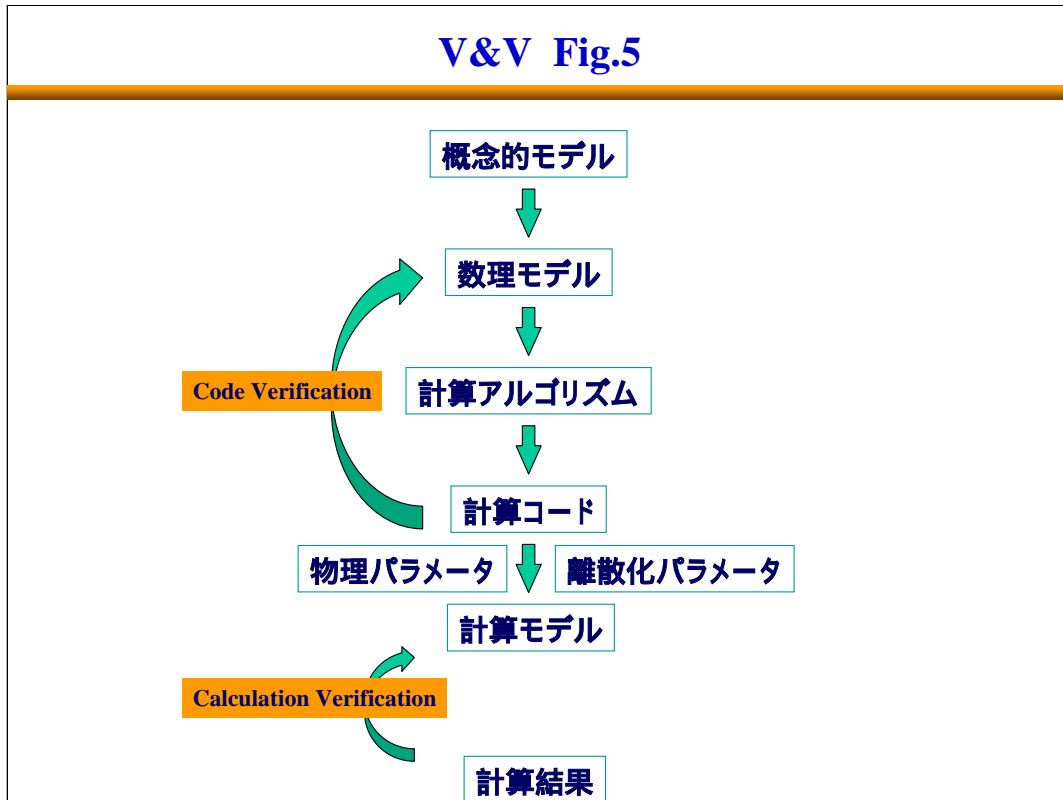 V&V Fig.5
概念的モデル
数理モデル
Code Verification
計算アルゴリズム
計算コード
物理パラメータ
離散化パラメータ
計算モデル
Calculation Verification
計算結果